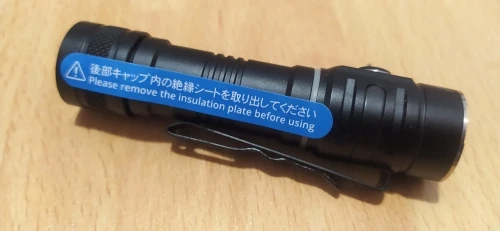 後部キャップ内の絶縁シートを取り出してください
Please remove the insulation plate before using